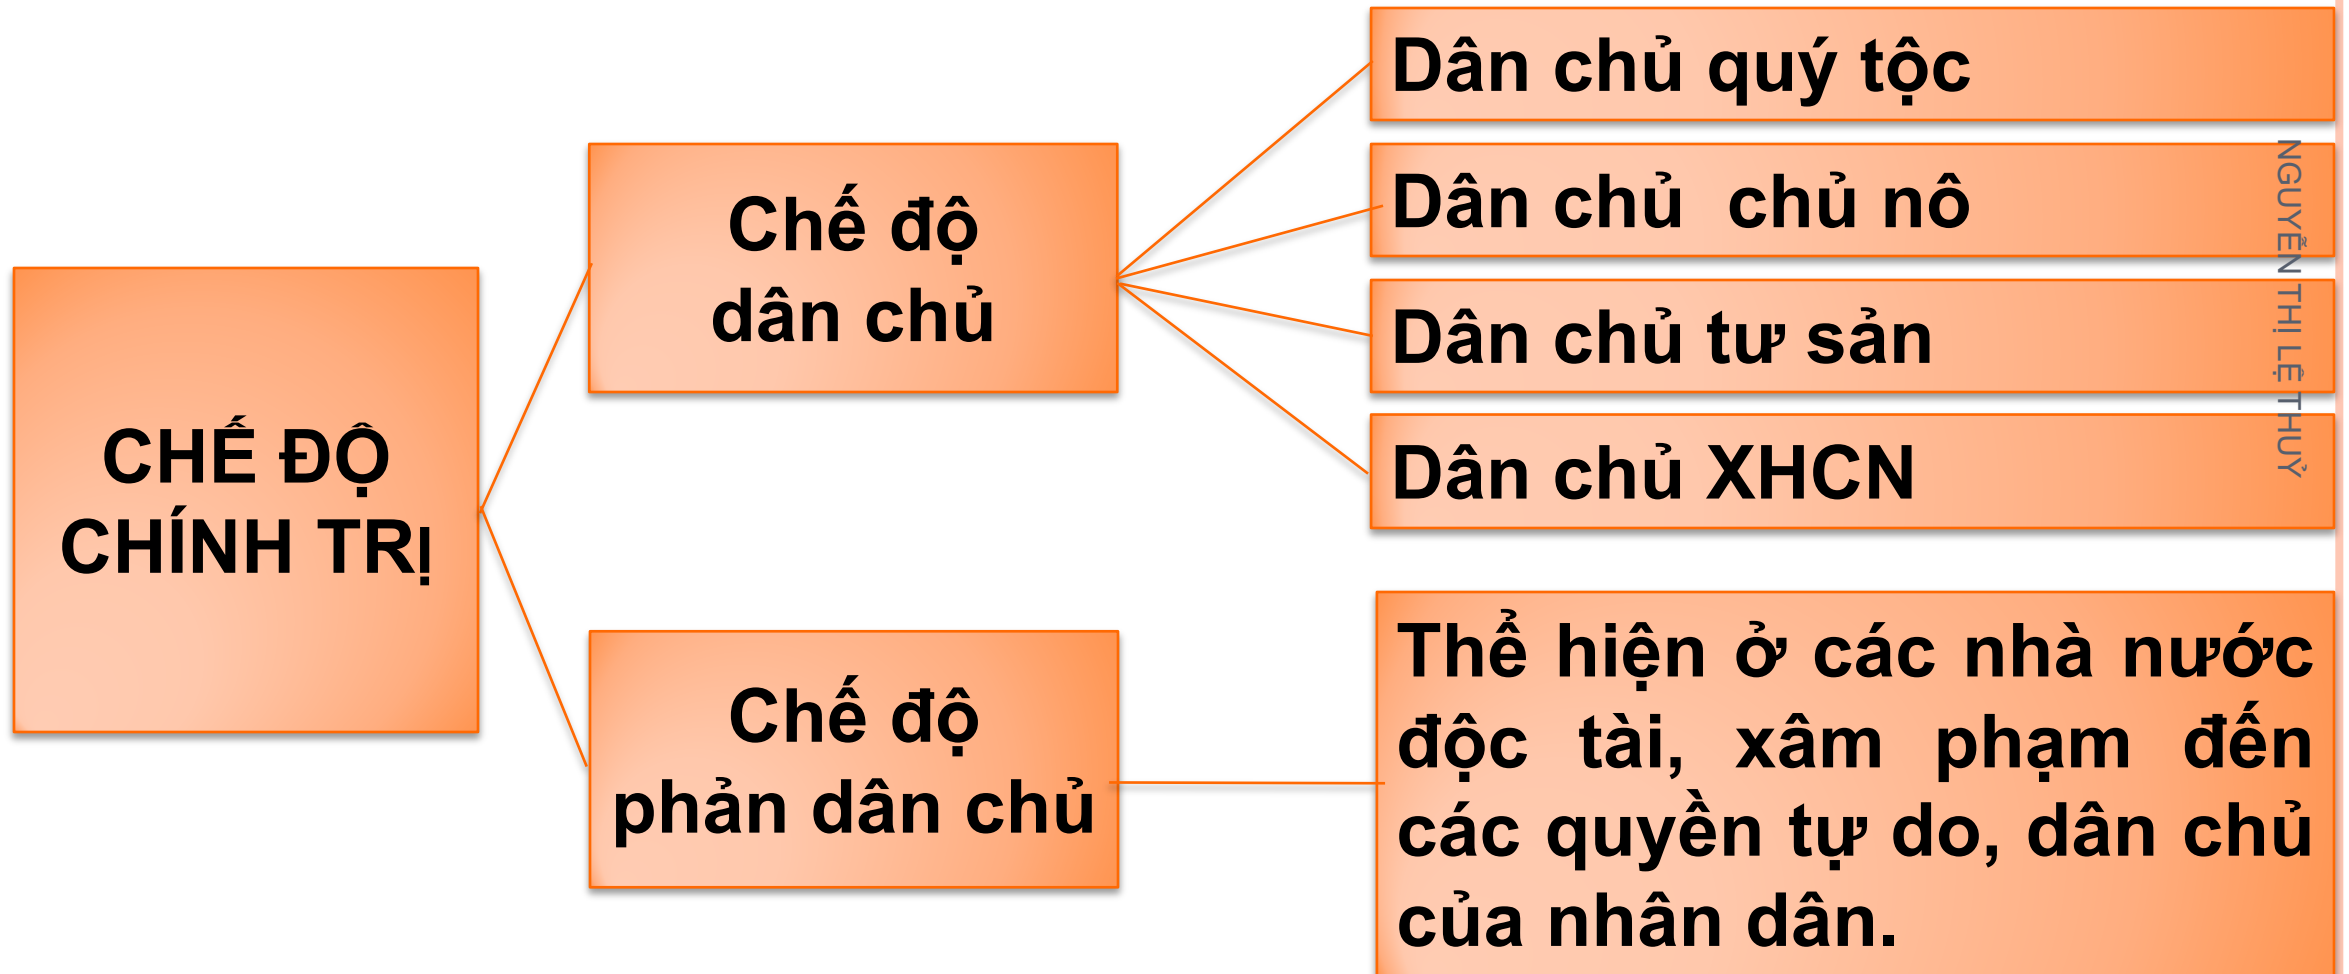 CHẾ ĐỘ
CHÍNH TRỊ
Chế độ
dân chủ
Dân chủ quý tộc
Dân chủ  chủ nô
Dân chủ tư sản
Dân chủ XHCN
Chế độ
phản dân chủ
Thể hiện ở các nhà nước
độc tài, xâm phạm đến
các quyền tự do, dân chủ
của nhân dân.
NGUYỄN THỊ LỆ THUỶ